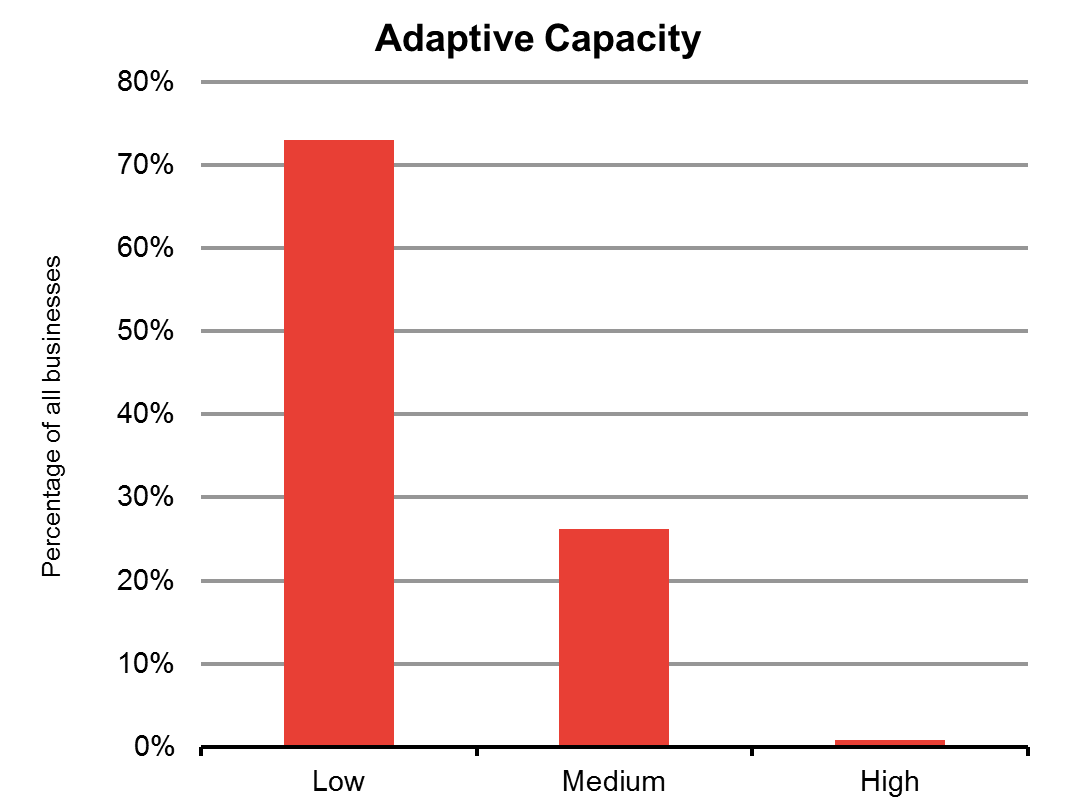 Adaptive Capacity
Percentage of all businesses
80%
70%
60%
50%
40%
30%
20%
10%
0%
Low
Medium
High